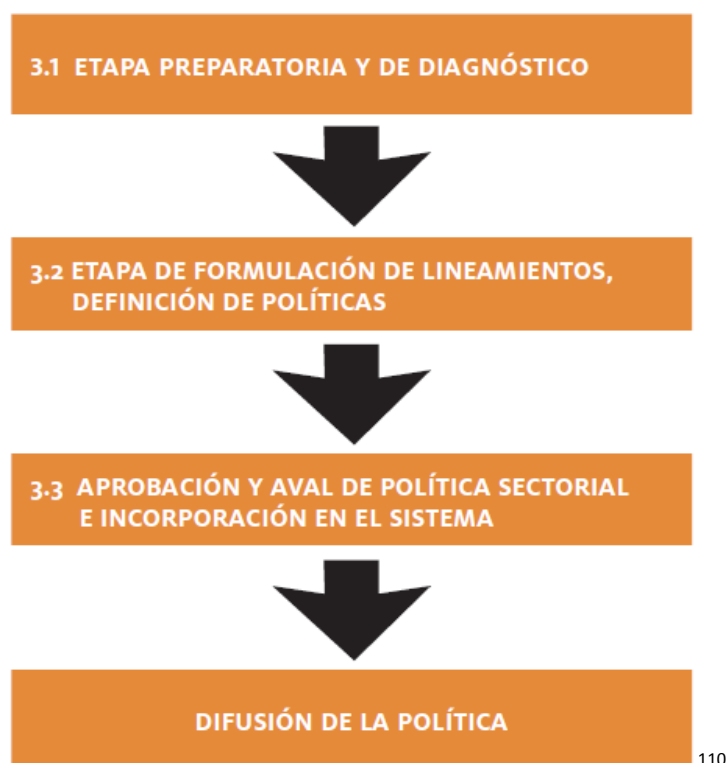 3.1 ETAPA PREPARATORIA Y DE DIAGNÓSTICO
3.2 ETAPA DE FORMULACIÓN DE LINEAMIENTOS,
DEFINICIÓN DE POLÍTICAS
3.3 APROBACIÓN Y AVAL DE POLÍTICA SECTORIAL
E INCORPORACIÓN EN EL SISTEMA
DIFUSIÓN DE LA POLÍTICA
110